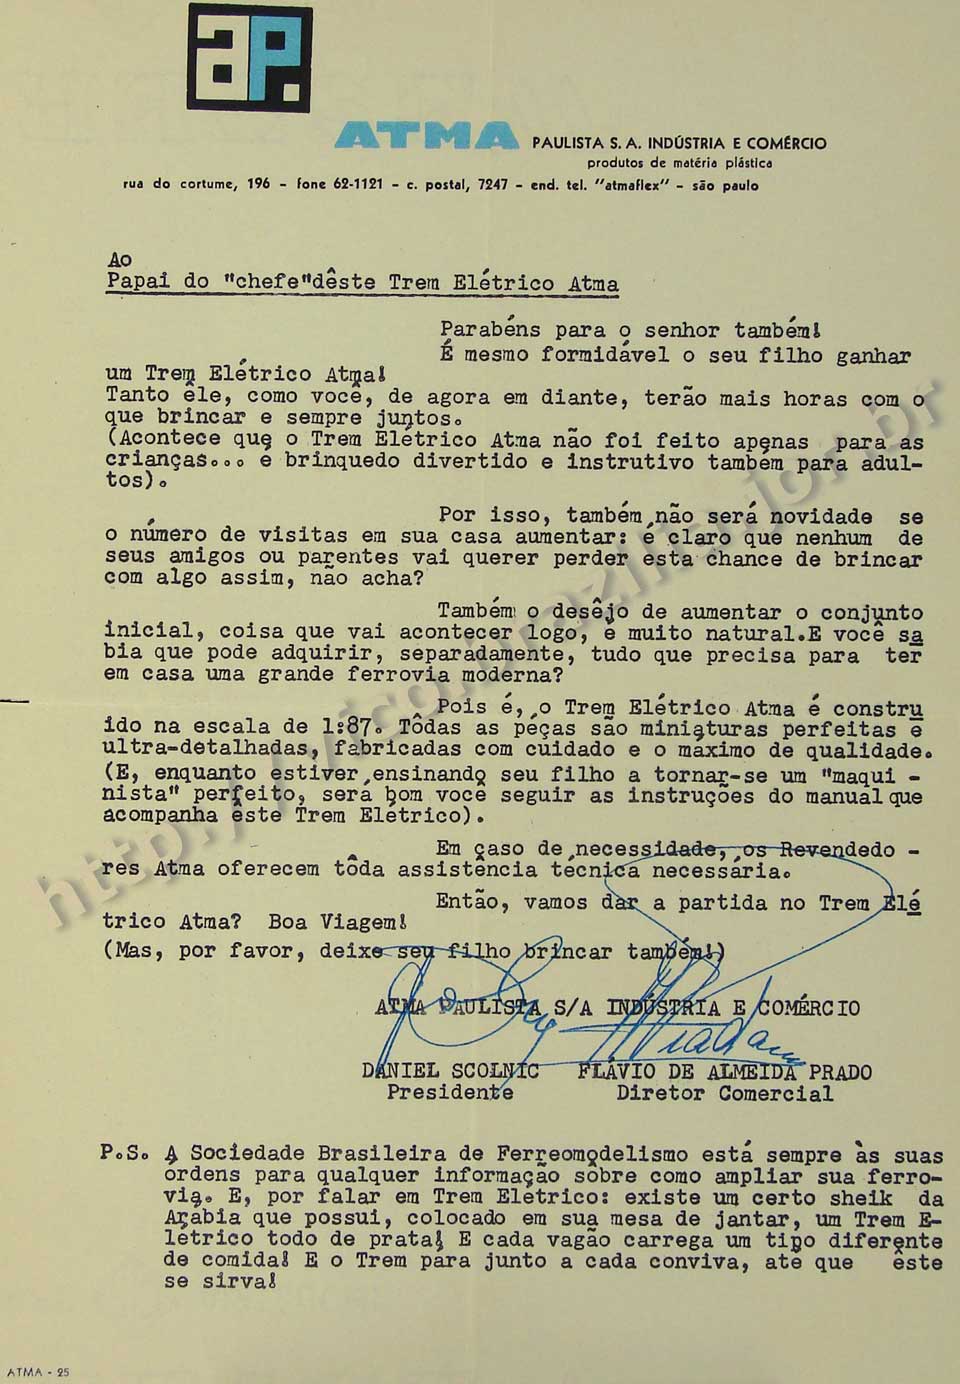 ap.
ATMA PAULISTA S. A. INDÚSTRIA E COMÉRCIO
produtos de matéria plástica
rua do cortume, 196 - fone 62-1121 - c. postal, 7247 - end. tel. "atmaflex" - são paulo
Ao
Papai do "chefe"dêste Trem Elétrico Atma
Parabéns para o senhor também!
É mesmo formidável o seu filho ganhar
um Trem Elétrico Atma!
Tanto êle, como você, de agora em diante, terão mais horas com o
que brincar e sempre juntos.
(Acontece que o Trem Elétrico Atma não foi feito apenas para as
crianças... é brinquedo divertido e instrutivo também para adul-
tos).
Por isso, também não será novidade se
o número de visitas em sua casa aumentar: é claro que nenhum de
seus amigos ou parentes vai querer perder esta chance de brincar
com algo assim, não acha?
Também o desêjo de aumentar o conjunto
inicial, coisa que vai acontecer logo, é muito natural.E você sa
bia que pode adquirir, separadamente, tudo que precisa para ter
em casa uma grande ferrovia moderna?
Pois é, o Trem Elétrico Atma é constru
ido na escala de 1:87. Tôdas as peças são miniaturas perfeitas e
ultra-detalhadas, fabricadas com cuidado e o máximo de qualidade.
(E, enquanto estiver ensinando seu filho a tornar-se um "maqui -
nista" perfeito, será bom você seguir as instruções do manual que
acompanha êste Trem Elétrico).
Em caso de necessidade, os Revendedo -
res Atma oferecem tôda assistência técnica necessária.
Então, vamos dar a partida no Trem Elé
trico Atma? Boa Viagem!
(Mas, por favor, deixe seu filho brincar também!)
ATMA PAULISTA S/A INDÚSTRIA E COMÉRCIO
DANIEL SCOLNIC FLÁVIO DE ALMEIDA PRADO
Presidente Diretor Comercial
P.S. A Sociedade Brasileira de Ferreomodelismo está sempre às suas
ordens para qualquer informação sôbre como ampliar sua ferro-
via. E, por falar em Trem Elétrico: existe um certo sheik da
Arábia que possui, colocado em sua mesa de jantar, um Trem E-
létrico todo de prata! E cada vagão carrega um tipo diferente
de comida! E o Trem para junto a cada conviva, até que êste
se sirva!
ATMA - 25